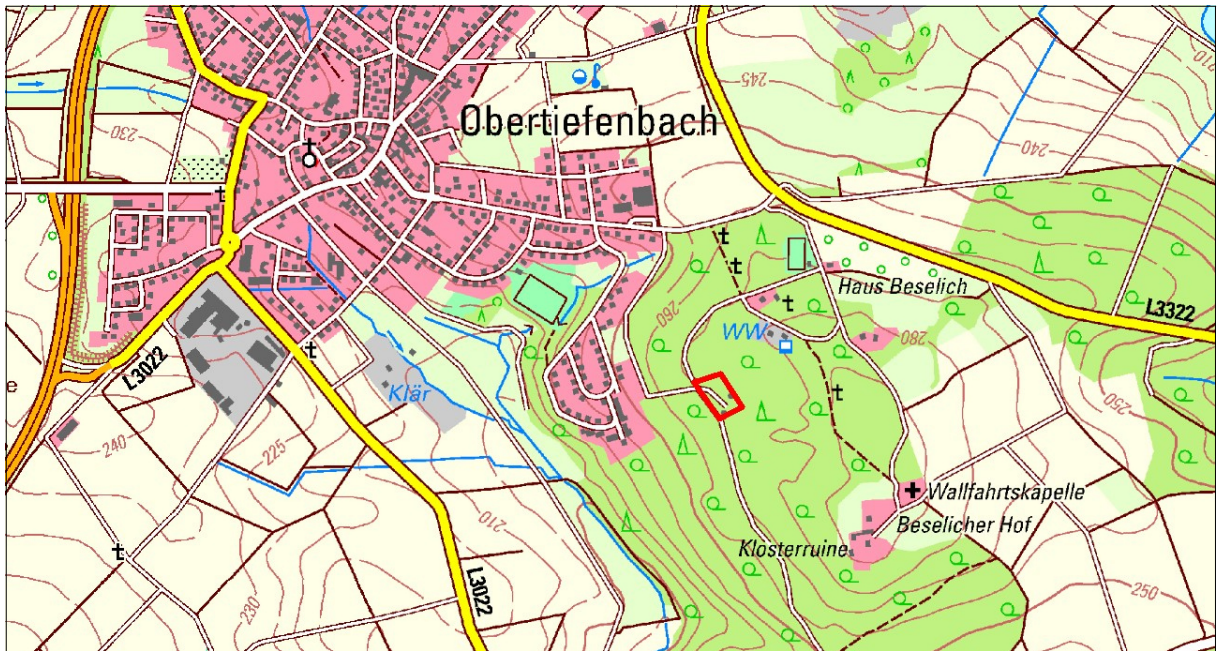 245
210
230
240
Obertiefenbach
Haus Beselich
L3322
260
WW
280
L3022
Klär
250
240
225
210
Wallfahrtskapelle
Beselicher Hof
Klosterruine
L3022
230
250
e